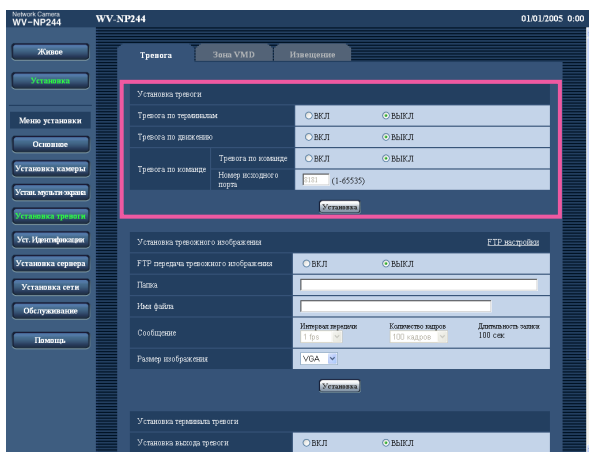 Network Camera
WV-NP244
WV-NP244
01/01/2005 0:00
Живое
Установка
Меню установки
Основное
Установка камеры
Устан. мульти-экрана
Установка тревоги
Уст. Идентификации
Установка сервера
Установка сети
Обслуживание
Помощь
Тревога
Зона VMD
Извещение
Установка тревоги
Тревога по терминалам
ВКЛ
ВЫКЛ
Тревога по движению
ВКЛ
ВЫКЛ
Тревога по команде
Тревога по команде
ВКЛ
ВЫКЛ
Номер исходного
порта
8181 (1-65535)
Установка
Установка тревожного изображения
FTP настройки
FTP передача тревожного изображения
ВКЛ
ВЫКЛ
Папка
Имя файла
Сообщение
Интервал передачи
Количество кадров
Длительность записи
1 fps
100 кадров
100 сек
Размер изображения
VGA
Установка
Установка терминала тревоги
Установка выхода тревоги
ВКЛ
ВЫКЛ